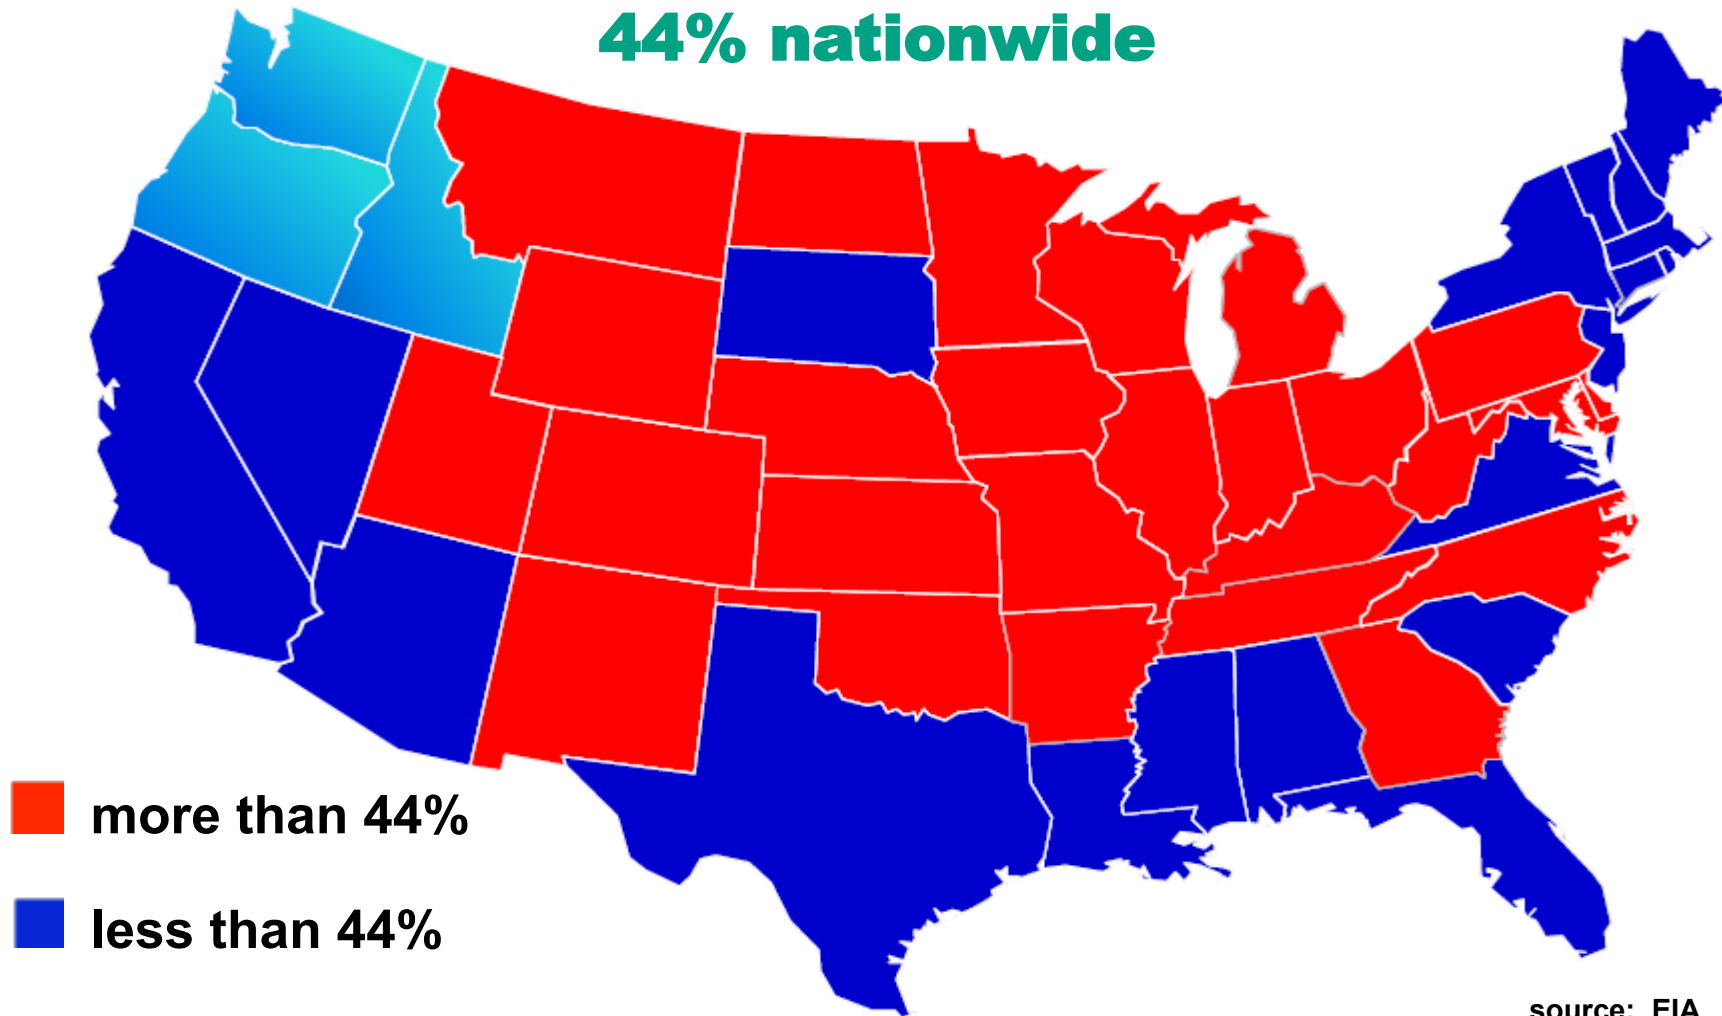 44% nationwide
more than 44%
less than 44%
source: EIA